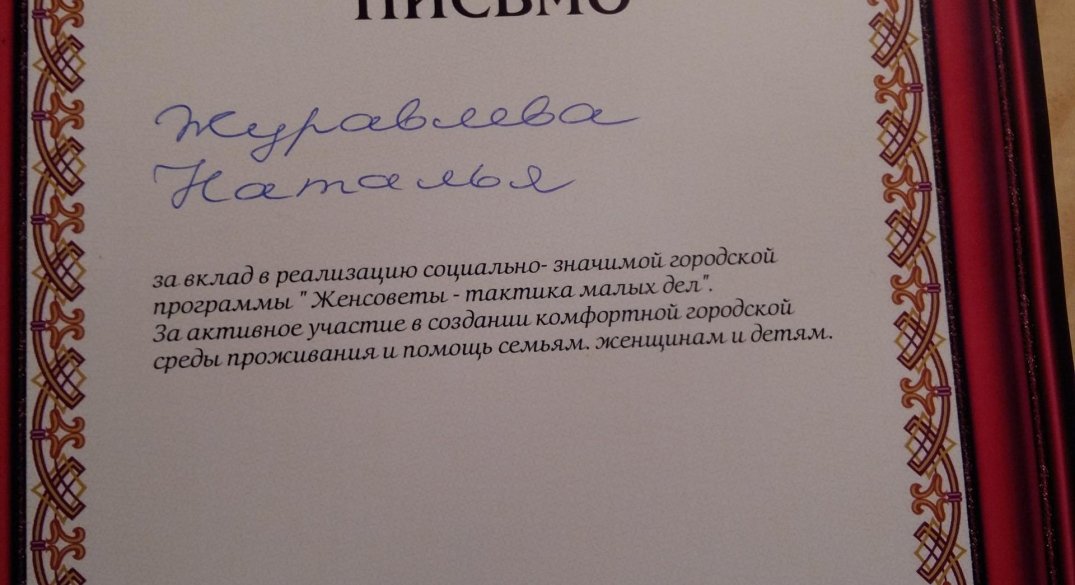 ПИСЬМО
Журавлева
Наталья
за вклад в реализацию социально- значимой городской
программы " Женсоветы - тактика малых дел".
За активное участие в создании комфортной городской
среды проживания и помощь семьям. женщинам и детям.